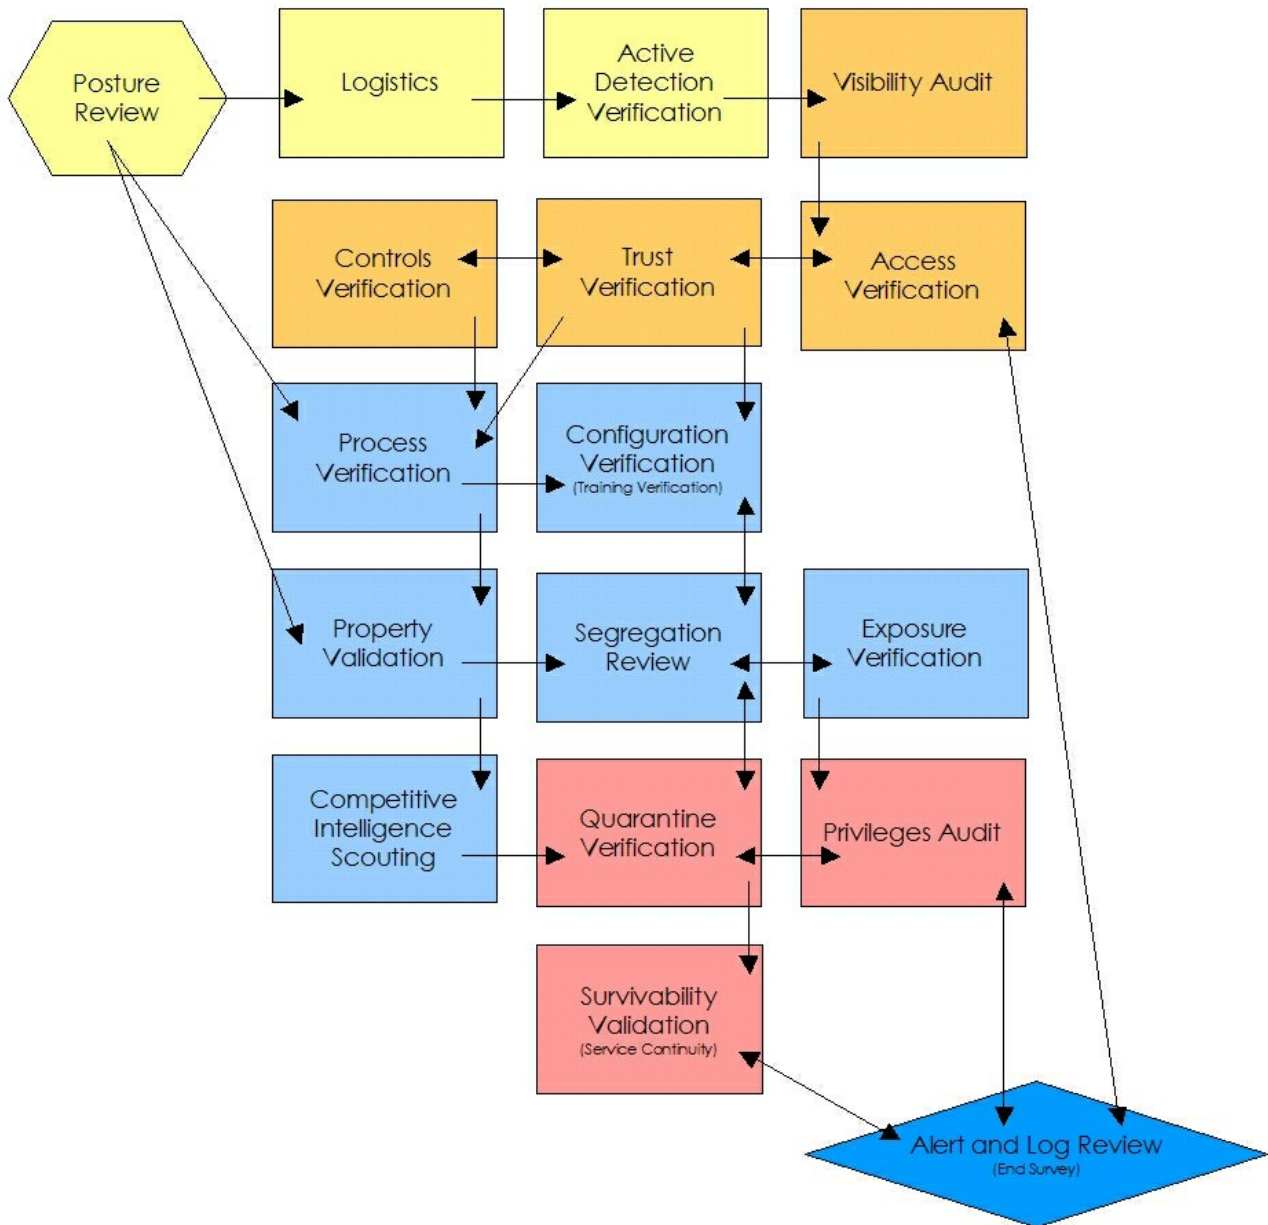 Posture
Review
Logistics
Active
Detection
Verification
Visibility Audit
Controls
Verification
Trust
Verification
Access
Verification
Process
Verification
Configuration
Verification
(Training Verification)
Property
Validation
Segregation
Review
Exposure
Verification
Competitive
Intelligence
Scouting
Quarantine
Verification
Privileges Audit
Survivability
Validation
(Service Continuity)
Alert and Log Review
(End Survey)